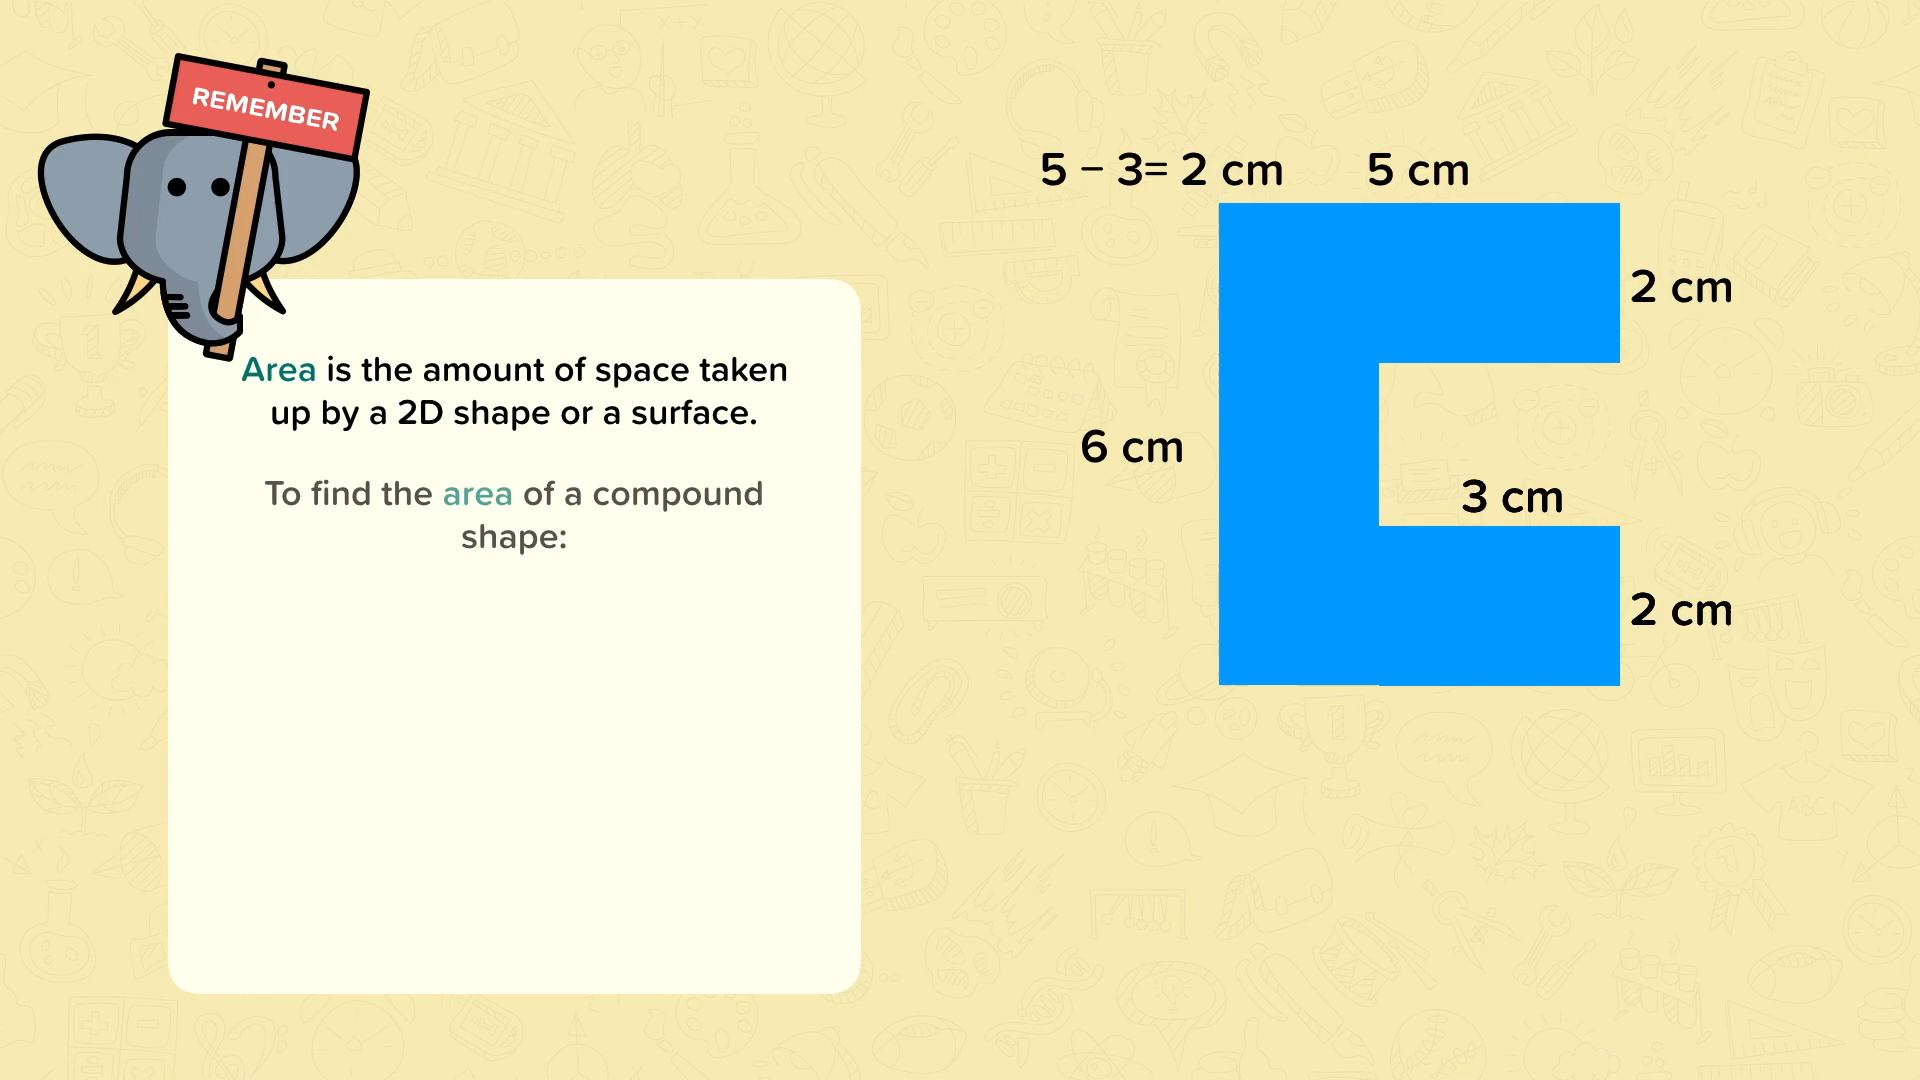 REMEMBER
Area is the amount of space taken
up by a 2D shape or a surface.
To find the area of a compound
shape:
5 − 3= 2 cm
5 cm
2 cm
6 cm
3 cm
2 cm